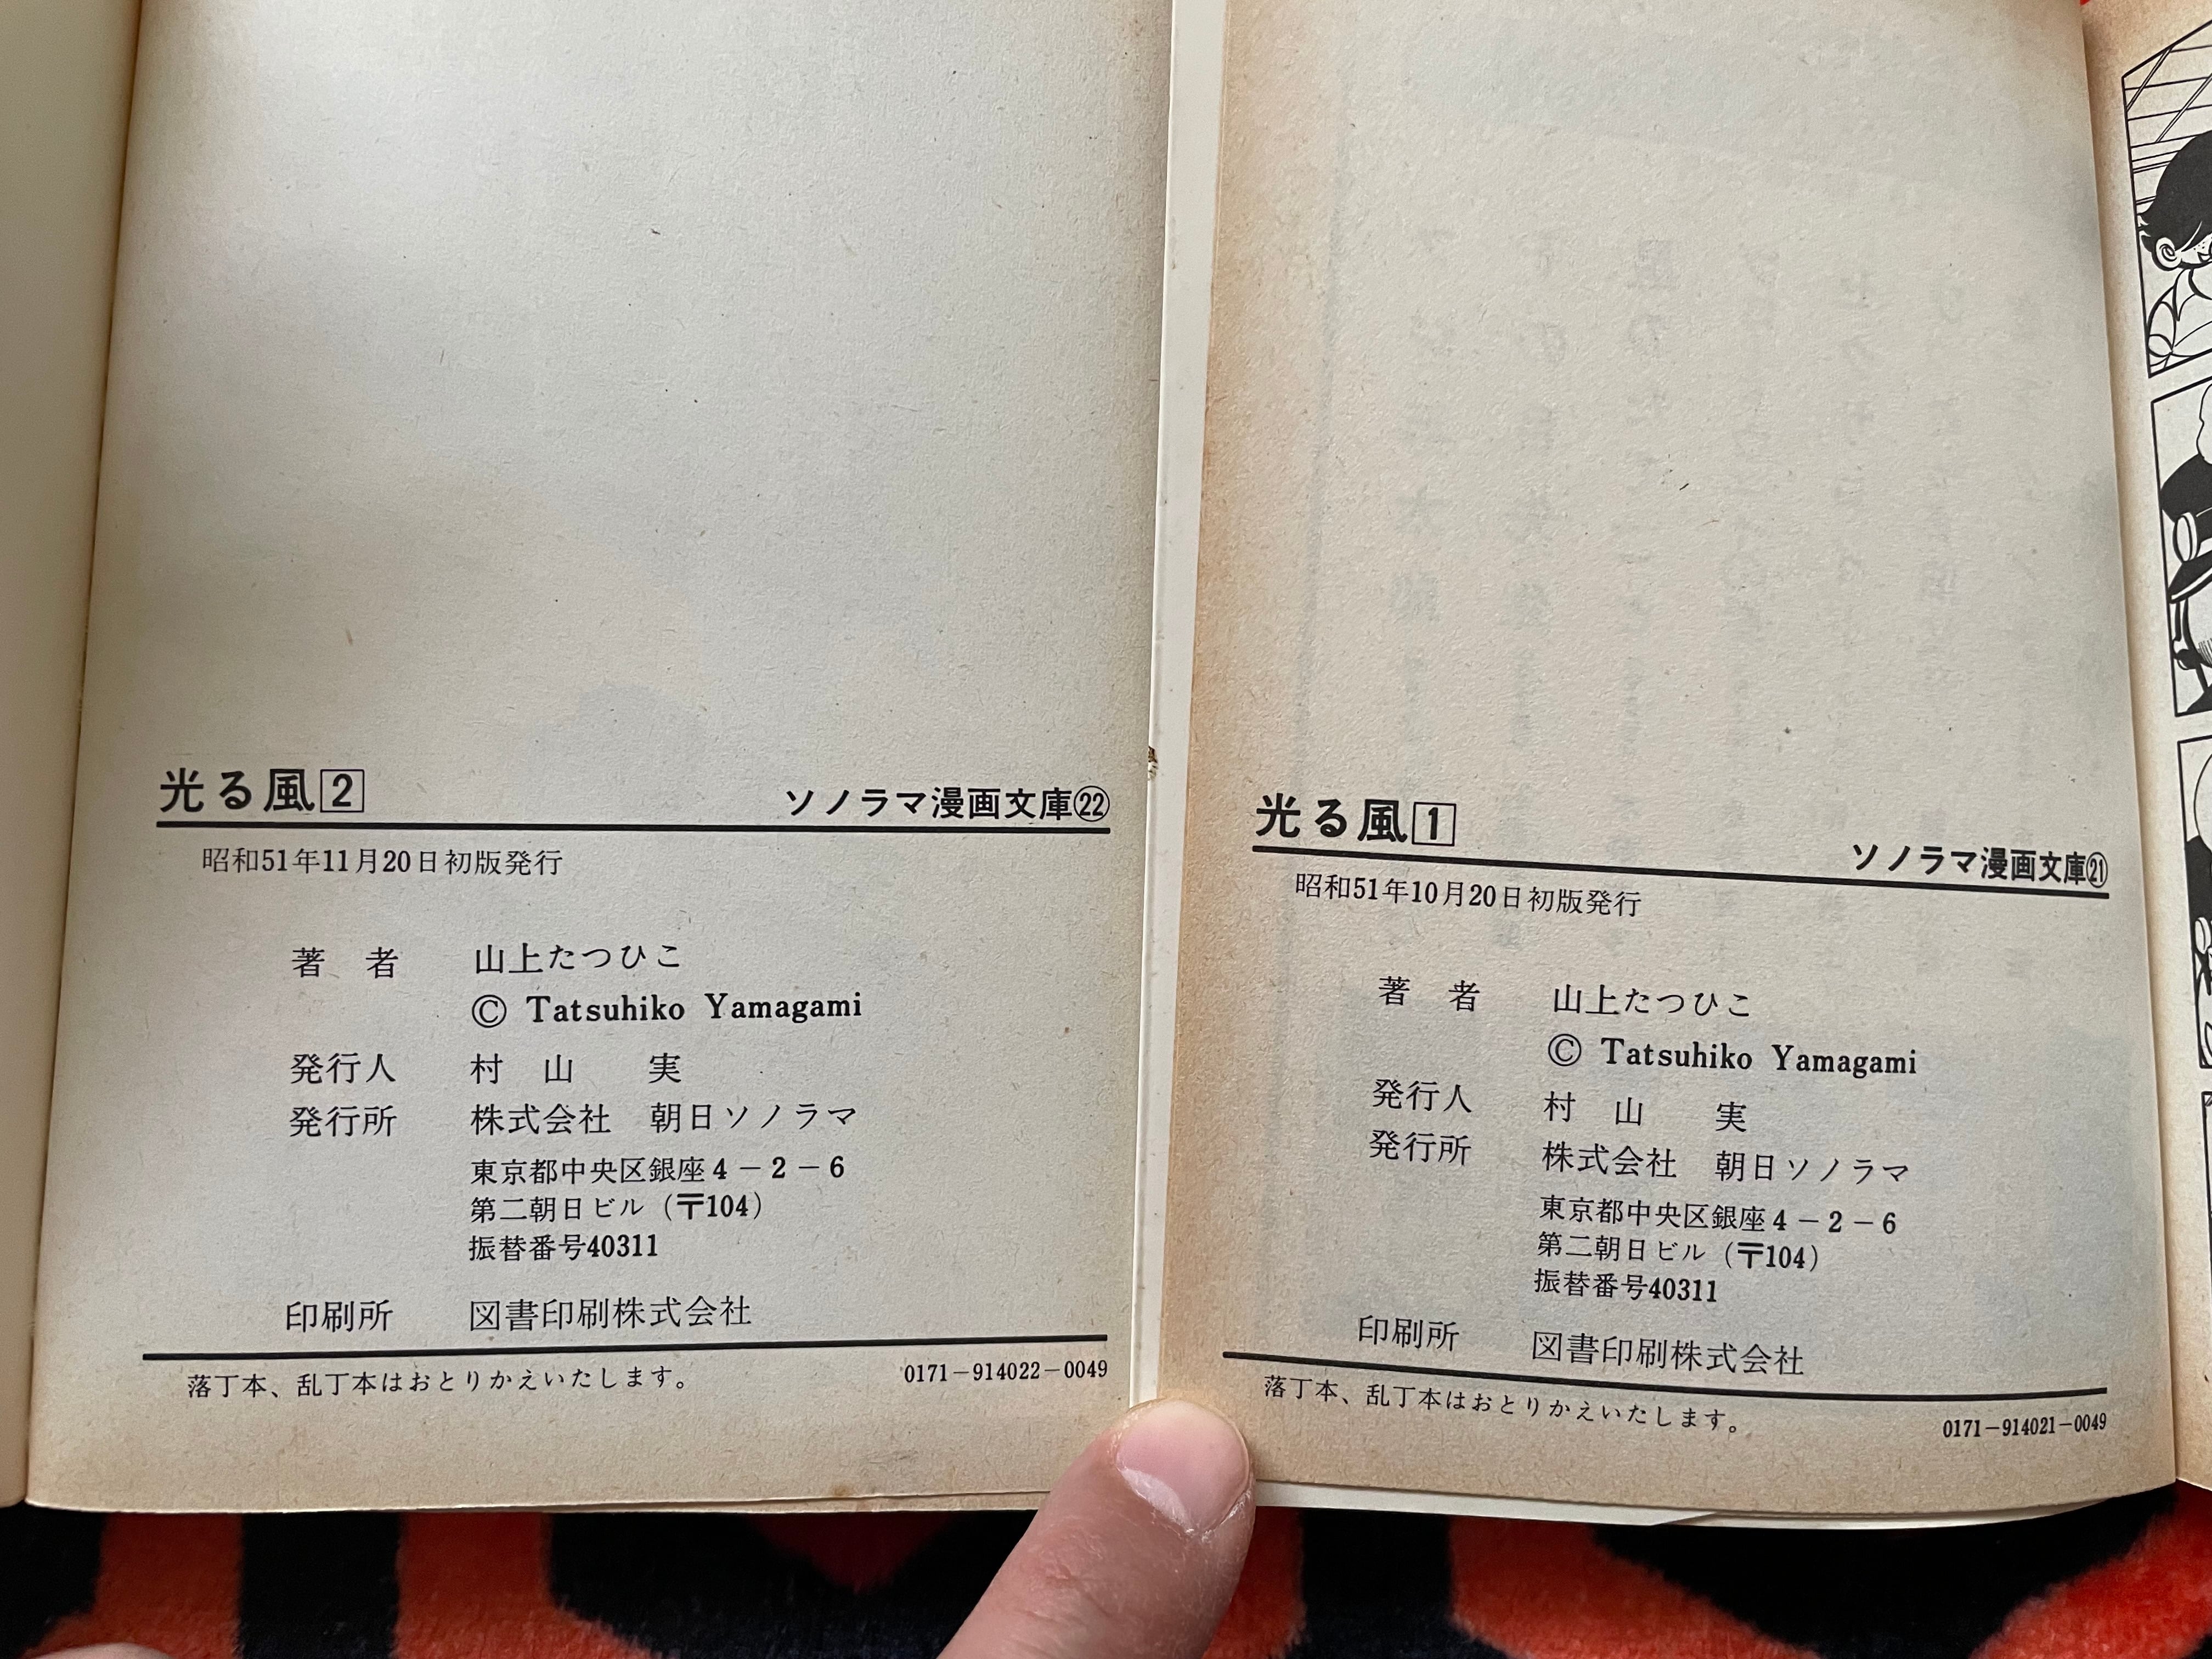 光る風2
ソノラマ漫画文庫㉒
昭和51年11月20日初版発行
著 者 山上たつひこ
© Tatsuhiko Yamagami
発行人 村 山 実
発行所 株式会社 朝日ソノラマ
東京都中央区銀座4-2-6
第二朝日ビル（〒104）
振替番号40311
印刷所 図書印刷株式会社
落丁本、乱丁本はおとりかえいたします。
0171-914022-0049
光る風1
ソノラマ漫画文庫㉑
昭和51年10月20日初版発行
著 者 山上たつひこ
© Tatsuhiko Yamagami
発行人 村 山 実
発行所 株式会社 朝日ソノラマ
東京都中央区銀座4-2-6
第二朝日ビル（〒104）
振替番号40311
印刷所 図書印刷株式会社
落丁本、乱丁本はおとりかえいたします。
0171-914021-0049